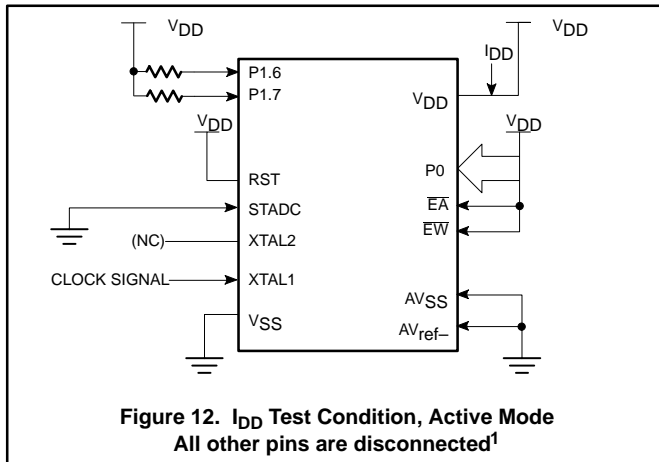 VDD
VDD
IDD
P1.6
P1.7
VDD
VDD
VDD
P0
RST
EA
STADC
EW
(NC)
XTAL2
CLOCK SIGNAL
XTAL1
AVSS
VSS
AVref–
Figure 12. IDD Test Condition, Active Mode
All other pins are disconnected1